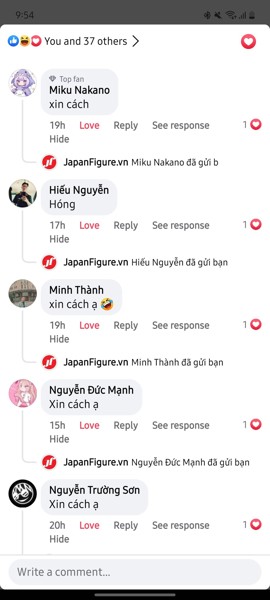 9:54
You and 37 others
Top fan
Miku Nakano
xin cách
19h Love Reply See response 1
Hide
JapanFigure.vn Miku Nakano đã gửi b
Hiếu Nguyễn
Hóng
17h Love Reply See response 1
Hide
JapanFigure.vn Hiếu Nguyễn đã gửi bạn
Minh Thành
xin cách ạ 🤣
19h Love Reply See response 1
Hide
JapanFigure.vn Minh Thành đã gửi bạn
Nguyễn Đức Mạnh
Xin cách ạ
15h Love Reply See response 1
Hide
JapanFigure.vn Nguyễn Đức Mạnh đã gửi bạn
Nguyễn Trường Sơn
Xin cách ạ
20h Love Reply See response 1
Hide
Write a comment...